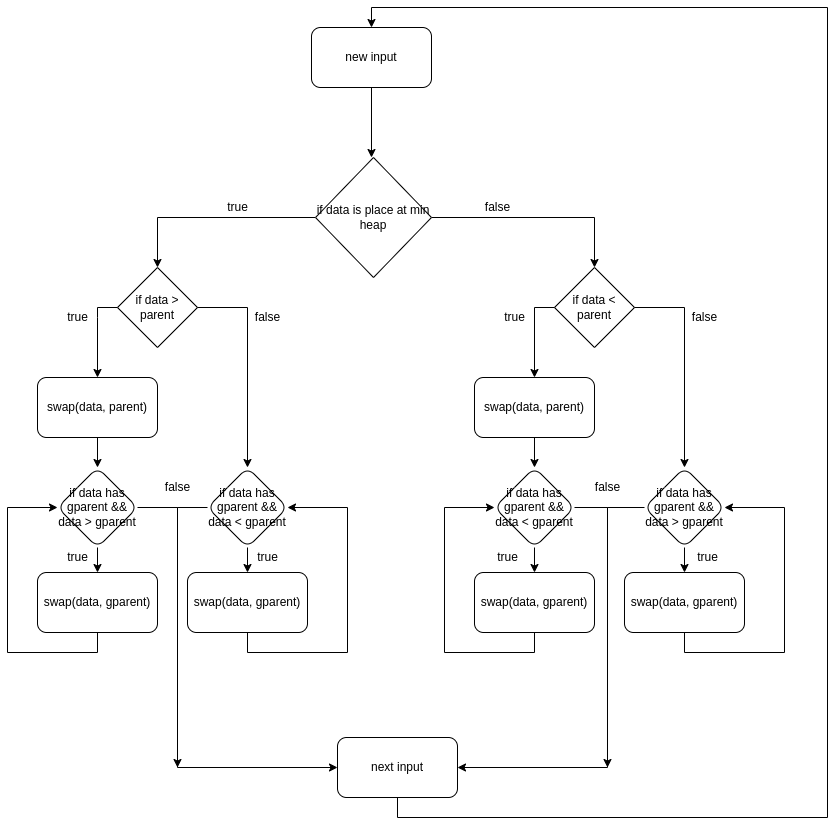 new input
if data is place at min
heap
true
false
if data >
parent
if data <
parent
true
false
true
false
swap(data, parent)
swap(data, parent)
if data has
gparent &&
data > gparent
false
if data has
gparent &&
data < gparent
if data has
gparent &&
data < gparent
false
if data has
gparent &&
data > gparent
true
true
true
true
swap(data, gparent)
swap(data, gparent)
swap(data, gparent)
swap(data, gparent)
next input